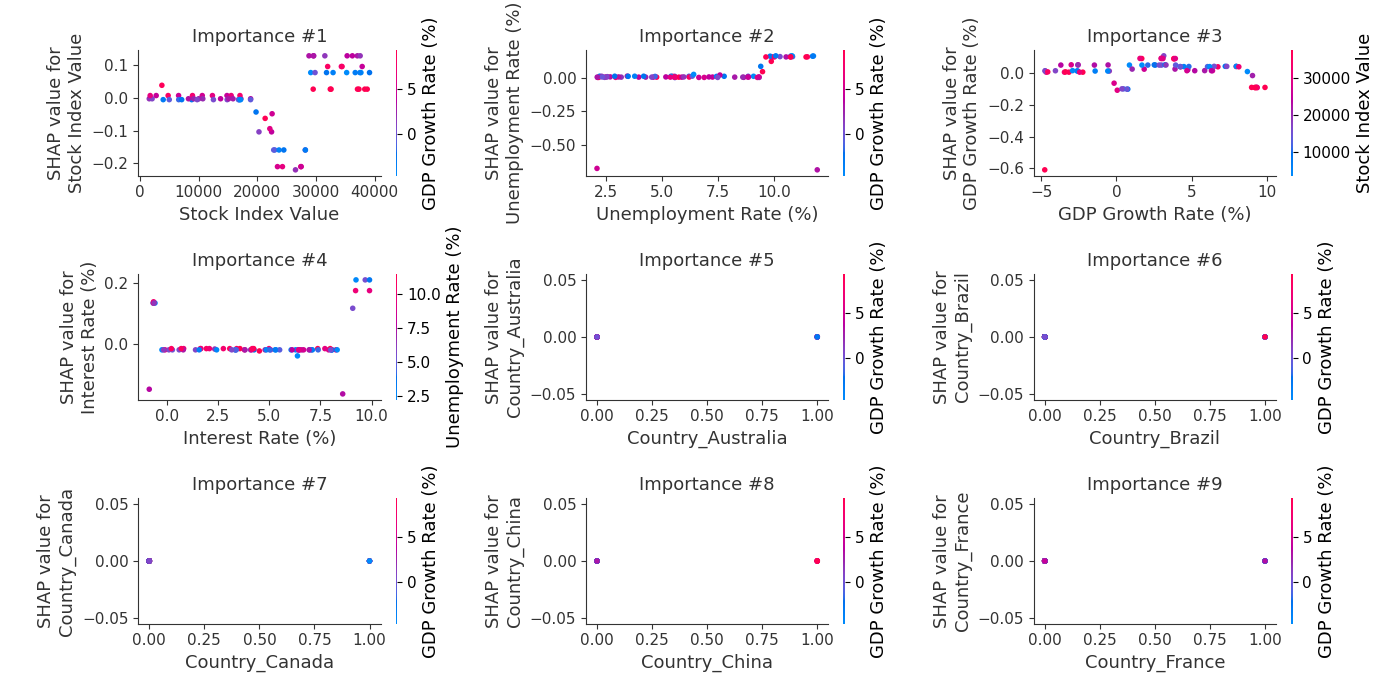 Importance #1
SHAP value for
Stock Index Value
0.1
0.0
−0.1
−0.2
0
10000
20000
30000
40000
Stock Index Value
5
0
GDP Growth Rate (%)
Importance #2
SHAP value for
Unemployment Rate (%)
0.00
−0.25
−0.50
2.5
5.0
7.5
10.0
Unemployment Rate (%)
5
0
GDP Growth Rate (%)
Importance #3
SHAP value for
GDP Growth Rate (%)
0.0
−0.2
−0.4
−0.6
−5
0
5
10
GDP Growth Rate (%)
30000
20000
10000
Stock Index Value
Importance #4
SHAP value for
Interest Rate (%)
0.2
0.0
0.0
2.5
5.0
7.5
10.0
Interest Rate (%)
10.0
7.5
5.0
2.5
Unemployment Rate (%)
Importance #5
SHAP value for
Country_Australia
0.05
0.00
−0.05
0.00
0.25
0.50
0.75
1.00
Country_Australia
5
0
GDP Growth Rate (%)
Importance #6
SHAP value for
Country_Brazil
0.05
0.00
−0.05
0.00
0.25
0.50
0.75
1.00
Country_Brazil
5
0
GDP Growth Rate (%)
Importance #7
SHAP value for
Country_Canada
0.05
0.00
−0.05
0.00
0.25
0.50
0.75
1.00
Country_Canada
5
0
GDP Growth Rate (%)
Importance #8
SHAP value for
Country_China
0.05
0.00
−0.05
0.00
0.25
0.50
0.75
1.00
Country_China
5
0
GDP Growth Rate (%)
Importance #9
SHAP value for
Country_France
0.05
0.00
−0.05
0.00
0.25
0.50
0.75
1.00
Country_France
5
0
GDP Growth Rate (%)